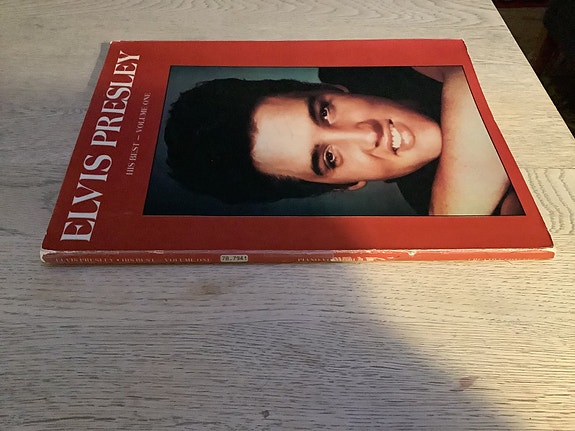 ELVIS PRESLEY
HIS BEST – VOLUME ONE
ELVIS PRESLEY • HIS BEST – VOLUME ONE
78.7941